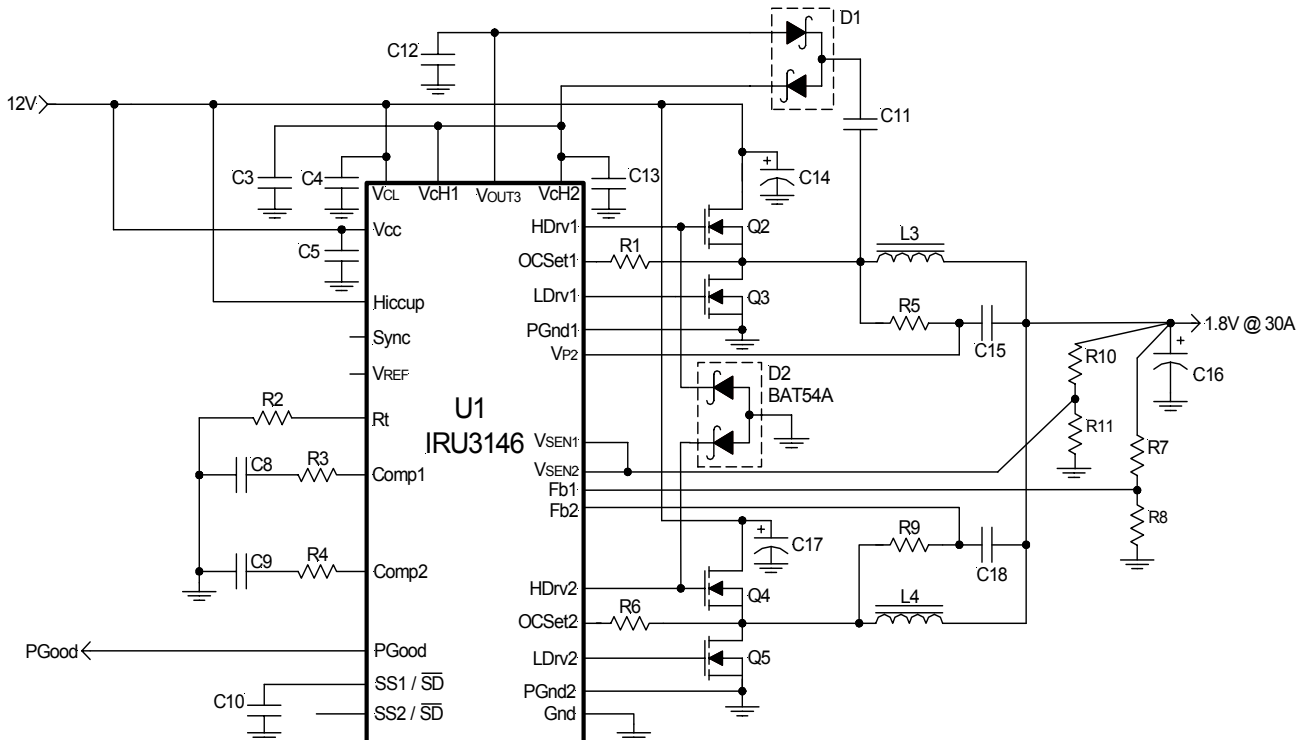 D1
C12
12V
C11
C3
C4
C13
C14
VCL
VcH1
VOUT3
VcH2
Vcc
C5
HDrv1
Q2
L3
OCSet1
R1
Hiccup
LDrv1
Q3
R5
Sync
PGnd1
C15
1.8V @ 30A
VP2
R10
C16
VREF
D2
BAT54A
R2
Rt
U1
IRU3146
R11
VSEN1
R7
C8
R3
Comp1
VSEN2
Fb1
Fb2
R8
C17
R9
C18
C9
R4
Comp2
HDrv2
Q4
R6
L4
OCSet2
PGood
PGood
LDrv2
Q5
SS1 / SD
PGnd2
C10
SS2 / SD
Gnd